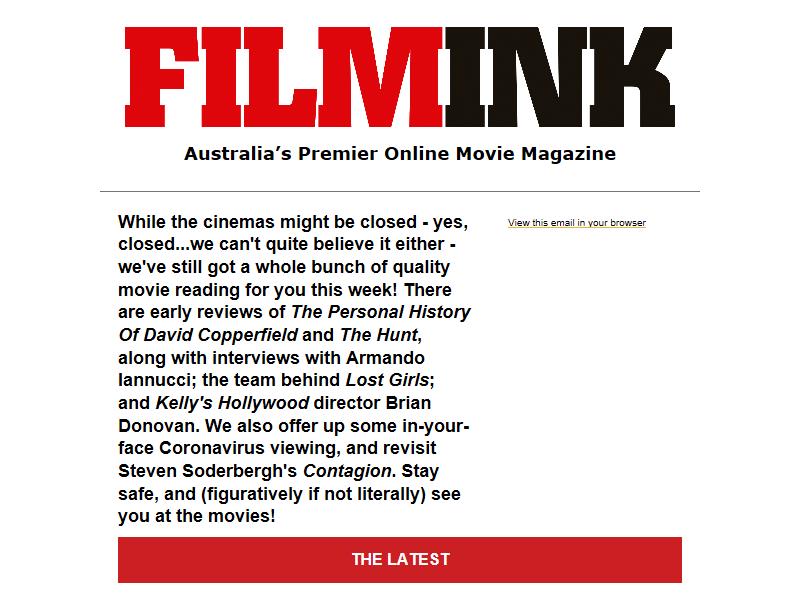 FILMINK
Australia’s Premier Online Movie Magazine
While the cinemas might be closed - yes,
closed...we can't quite believe it either -
we've still got a whole bunch of quality
movie reading for you this week! There
are early reviews of The Personal History
Of David Copperfield and The Hunt,
along with interviews with Armando
Iannucci; the team behind Lost Girls;
and Kelly's Hollywood director Brian
Donovan. We also offer up some in-your-
face Coronavirus viewing, and revisit
Steven Soderbergh's Contagion. Stay
safe, and (figuratively if not literally) see
you at the movies!
View this email in your browser
THE LATEST